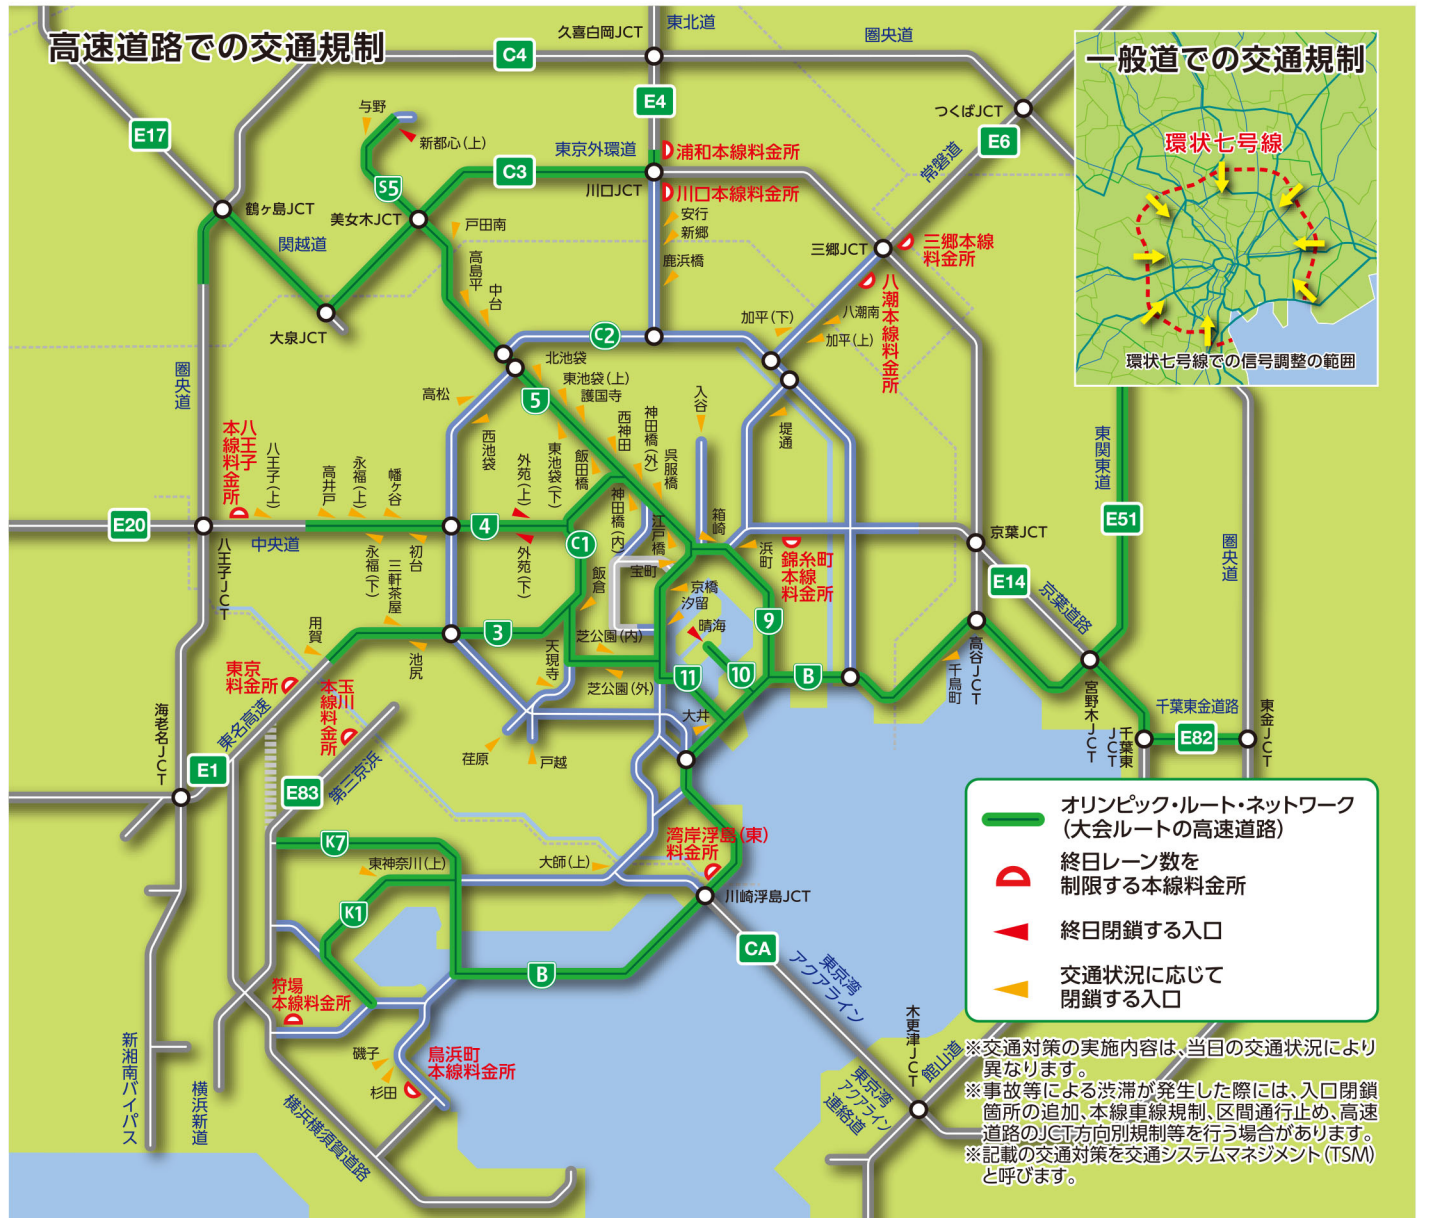 高速道路での交通規制
久喜白岡JCT
東北道
圏央道
C4
一般道での交通規制
E4
つくばJCT
E17
与野
新都心(上)
東京外環道
浦和本線料金所
E6
常磐道
環状七号線
C3
S5
川口JCT
川口本線料金所
鶴ヶ島JCT
美女木JCT
戸田南
安行
新郷
関越道
三郷JCT
三郷本線
料金所
高島平
鹿浜橋
中台
八潮本線料金所
大泉JCT
加平(下)
八潮南
加平(上)
C2
環状七号線での信号調整の範囲
北池袋
圏央道
東池袋(上)
護国寺
高松
5
入谷
西池袋
西神田
神田橋(外)
呉服橋
堤通
東関東道
八王子
本線料金所
八王子(上)
高井戸
永福(上)
幡ヶ谷
外苑(上)
東池袋(下)
飯田橋
神田橋(内)
江戸橋
箱崎
E20
4
E51
中央道
永福(下)
三軒茶屋
初台
外苑(下)
C1
飯倉
宝町
浜町
錦糸町
本線
料金所
京葉JCT
圏央道
八王子JCT
E14
京橋
汐留
京葉道路
用賀
3
芝公園(内)
晴海
9
池尻
天現寺
高谷JCT
東京
料金所
玉川
本線料金所
芝公園(外)
11
10
B
千鳥町
宮野木JCT
海老名JCT
東名高速
大井
千葉東金道路
千葉東
JCT
E82
東金JCT
荏原
戸越
E1
E83
第三京浜
オリンピック・ルート・ネットワーク
(大会ルートの高速道路)
K7
東神奈川(上)
大師(上)
湾岸浮島(東)
料金所
終日レーン数を
制限する本線料金所
川崎浮島JCT
K1
終日閉鎖する入口
CA
B
東京湾
アクアライン
交通状況に応じて
閉鎖する入口
狩場
本線料金所
木更津JCT
新湘南バイパス
横浜新道
磯子
杉田
鳥浜町
本線料金所
館山道
横浜横須賀道路
東京湾
アクアライン
連絡道
※交通対策の実施内容は、当日の交通状況により
異なります。
※事故等による渋滞が発生した際には、入口閉鎖
箇所の追加、本線車線規制、区間通行止め、高速
道路のJCT方向別規制等を行う場合があります。
※記載の交通対策を交通システムマネジメント(TSM)
と呼びます。